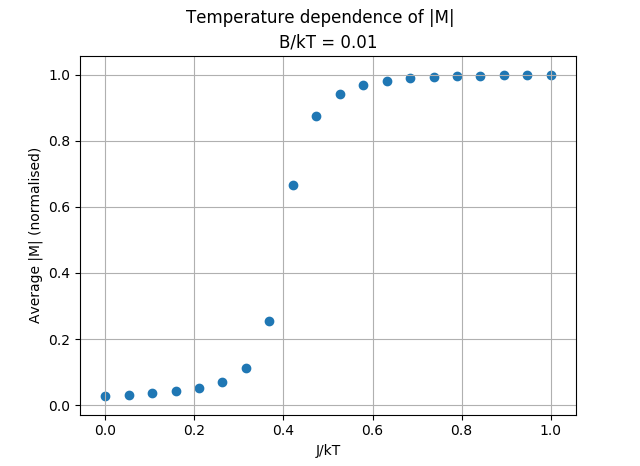 Temperature dependence of |M|
B/kT = 0.01
Average |M| (normalised)
1.0
0.8
0.6
0.4
0.2
0.0
0.0 0.2 0.4 0.6 0.8 1.0
J/kT